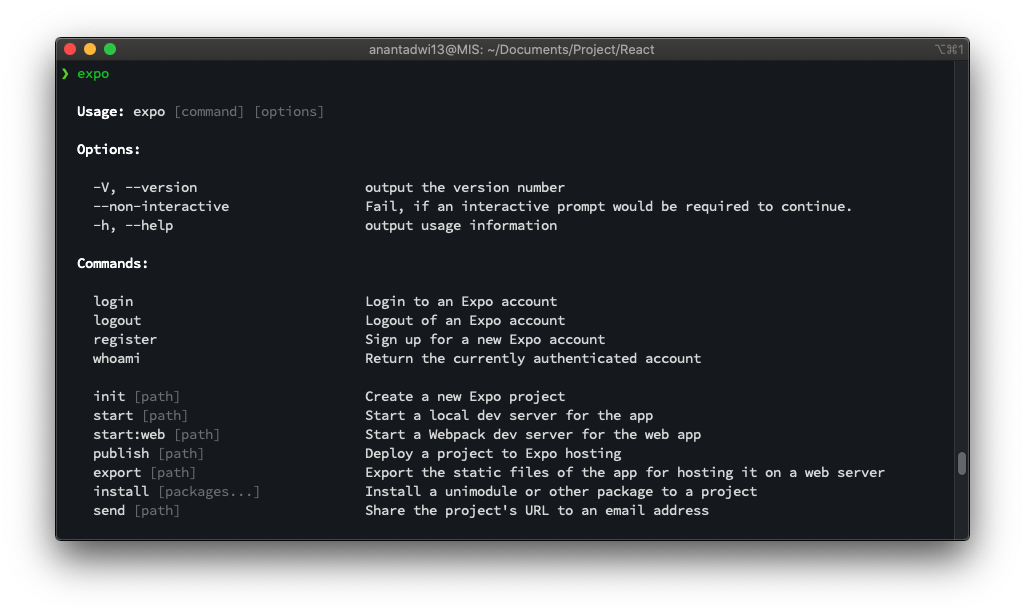 anantadwi13@MIS: ~/Documents/Project/React ⌥⌘1
❯ expo
Usage: expo [command] [options]
Options:
-V, --version output the version number
--non-interactive Fail, if an interactive prompt would be required to continue.
-h, --help output usage information
Commands:
login Login to an Expo account
logout Logout of an Expo account
register Sign up for a new Expo account
whoami Return the currently authenticated account
init [path] Create a new Expo project
start [path] Start a local dev server for the app
start:web [path] Start a Webpack dev server for the web app
publish [path] Deploy a project to Expo hosting
export [path] Export the static files of the app for hosting it on a web server
install [packages...] Install a unimodule or other package to a project
send [path] Share the project's URL to an email address